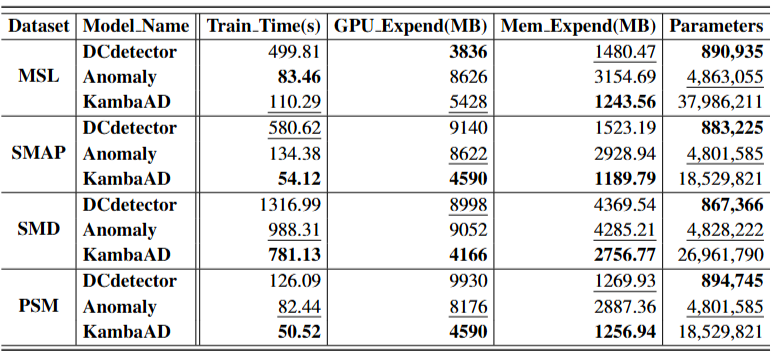 Dataset Model_Name Train_Time(s) GPU_Expend(MB) Mem_Expend(MB) Parameters
DCdetector 499.81 3836 1480.47 890,935
MSL Anomaly 83.46 8626 3154.69 4,863,055
KambaAD 110.29 5428 1243.56 37,986,211
DCdetector 580.62 9140 1523.19 883,225
SMAP Anomaly 134.38 8622 2928.94 4,801,585
KambaAD 54.12 4590 1189.79 18,529,821
DCdetector 1316.99 8998 4369.54 867,366
SMD Anomaly 988.31 9052 4285.21 4,828,222
KambaAD 781.13 4166 2756.77 26,961,790
DCdetector 126.09 9930 1269.93 894,745
PSM Anomaly 82.44 8176 2887.36 4,801,585
KambaAD 50.52 4590 1256.94 18,529,821